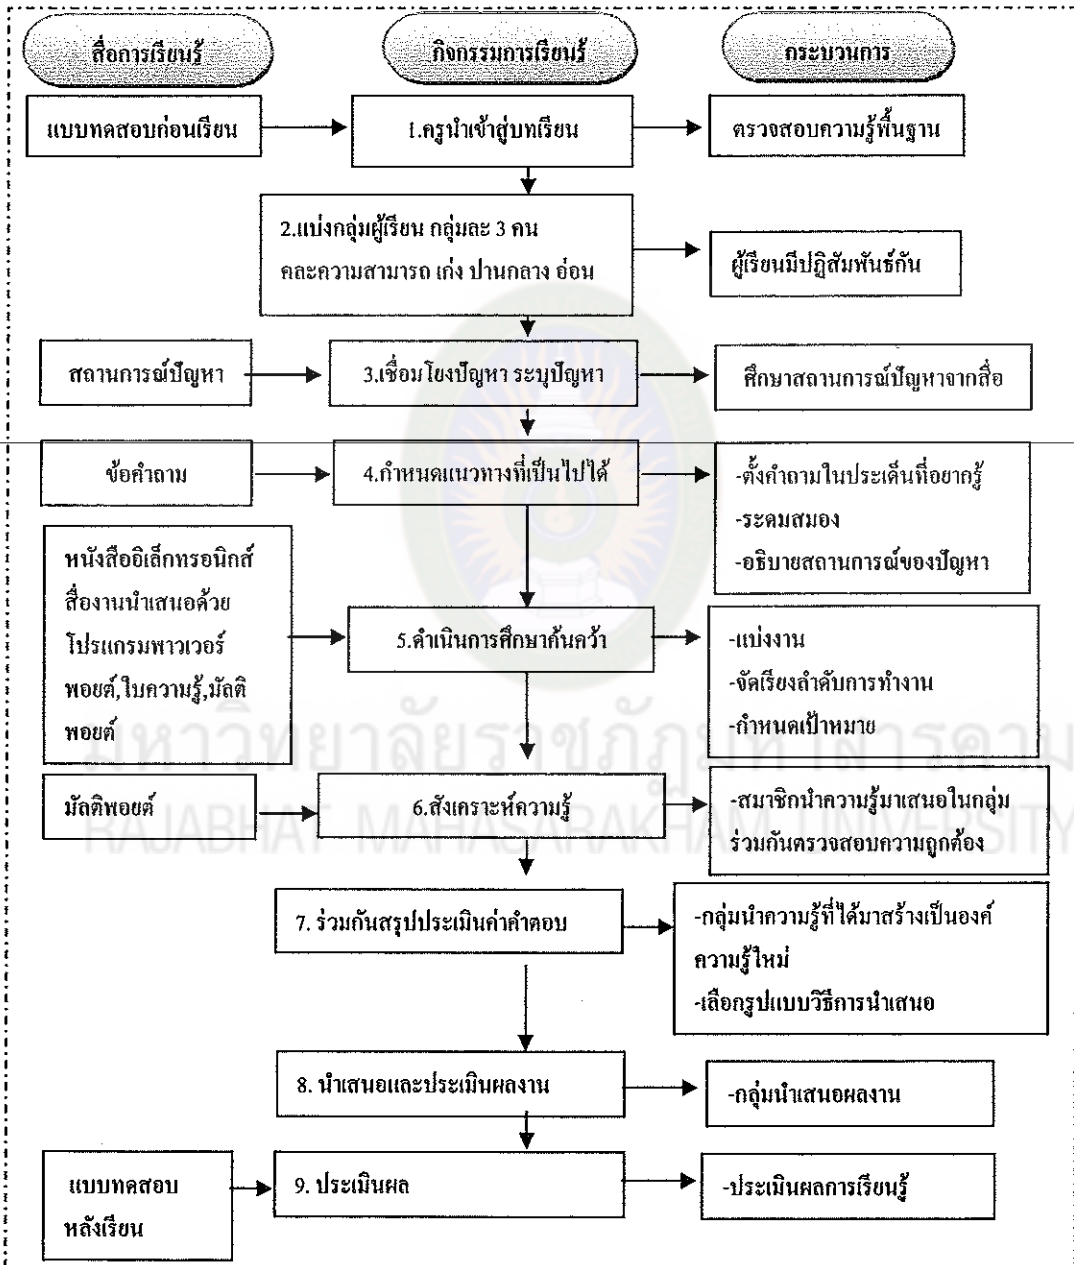 สื่อการเรียนรู้
กิจกรรมการเรียนรู้
กระบวนการ
แบบทดสอบก่อนเรียน
1.ครูนำเข้าสู่บทเรียน
ตรวจสอบความรู้พื้นฐาน
2.แบ่งกลุ่มผู้เรียน กลุ่มละ 3 คน
คละความสามารถ เก่ง ปานกลาง อ่อน
ผู้เรียนมีปฏิสัมพันธ์กัน
สถานการณ์ปัญหา
3.เชื่อมโยงปัญหา ระบุปัญหา
ศึกษาสถานการณ์ปัญหาจากสื่อ
ข้อคำถาม
4.กำหนดแนวทางที่เป็นไปได้
-ตั้งคำถามในประเด็นที่อยากรู้
-ระดมสมอง
-อธิบายสถานการณ์ของปัญหา
หนังสืออิเล็กทรอนิกส์
สื่องานนำเสนอด้วย
โปรแกรมพาวเวอร์
พอยต์,ใบความรู้,มัลติ
พอยต์
5.ดำเนินการศึกษาค้นคว้า
-แบ่งงาน
-จัดเรียงลำดับการทำงาน
-กำหนดเป้าหมาย
มหาวิทยาลัยราชภัฏมหาสารคาม
RAJABHAT MAHASARAKHAM UNIVERSITY
มัลติพอยต์
6.สังเคราะห์ความรู้
-สมาชิกนำความรู้มาเสนอในกลุ่ม
ร่วมกันตรวจสอบความถูกต้อง
7. ร่วมกันสรุปประเมินค่าคำตอบ
-กลุ่มนำความรู้ที่ได้มาสร้างเป็นองค์
ความรู้ใหม่
-เลือกรูปแบบวิธีการนำเสนอ
8. นำเสนอและประเมินผลงาน
-กลุ่มนำเสนอผลงาน
แบบทดสอบ
หลังเรียน
9. ประเมินผล
-ประเมินผลการเรียนรู้